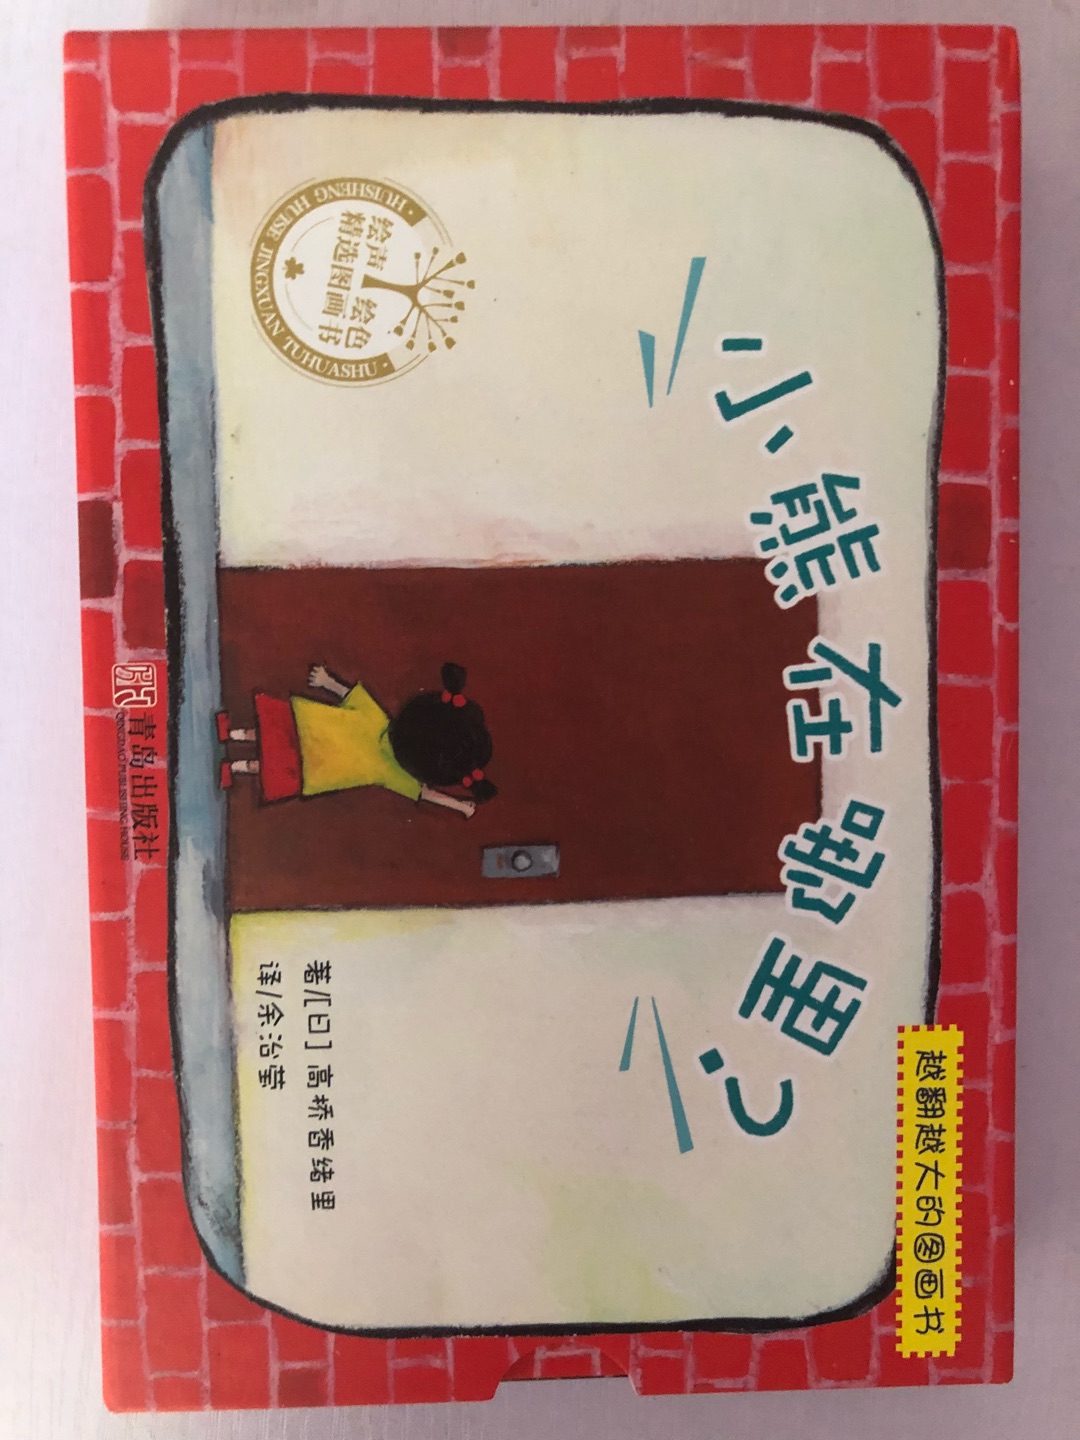 越翻越大的图画书
小熊在哪里?
绘声 绘色
精选图画书
HUISHENG HUISE JINGXUAN TUHUASHU
著/[日]高桥香绪里
译/余治莹
青岛出版社
QINGDAO PUBLISHING HOUSE